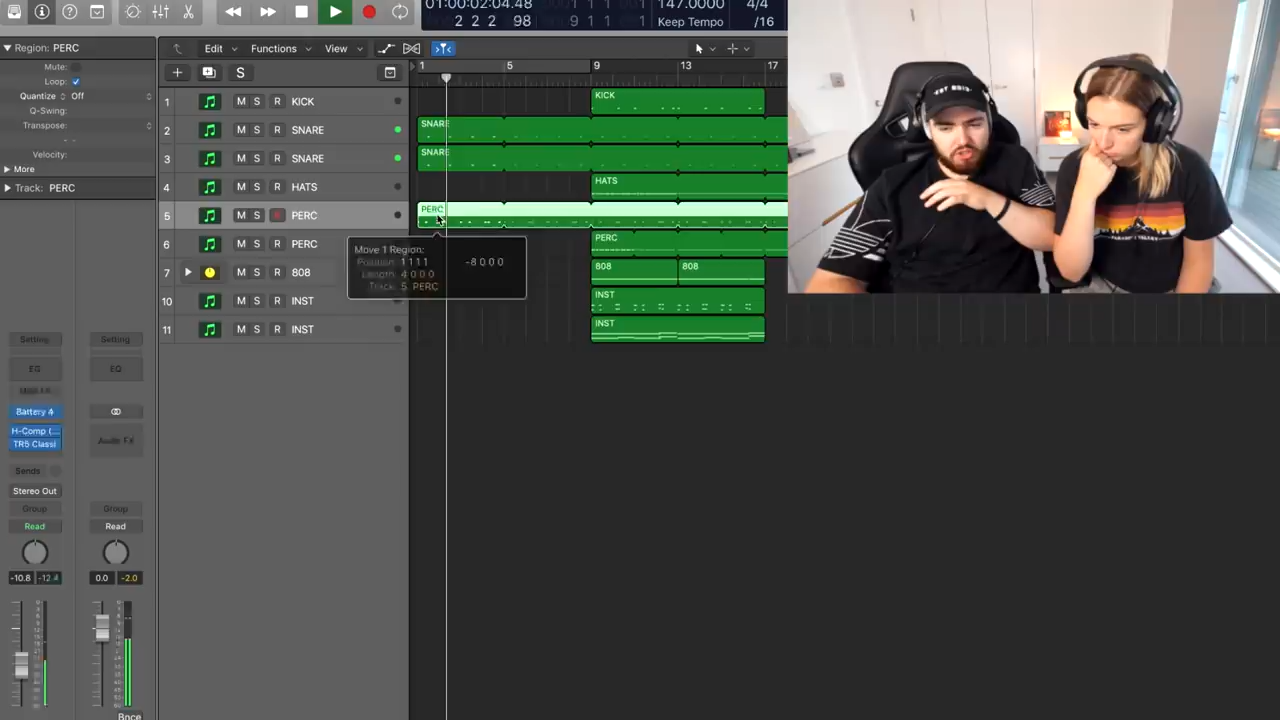 01:00:02:04.48
2 2 2 98
9 1 1 1
147.0000
Keep Tempo
4/4
/16
Region: PERC
Mute:
Loop:
Quantize Off
Q-Swing:
Transpose:
Velocity:
More
Track: PERC
Edit Functions View
S
1 5 9 13 17
1 M S R KICK
KICK
2 M S R SNARE
SNARE
3 M S R SNARE
SNARE
4 M S R HATS
HATS
5 M S R PERC
PERC
6 M S R PERC
PERC
7 M S R 808
808 808
10 M S R INST
INST
11 M S R INST
INST
Move 1 Region:
Position: 1 1 1 1 -8 0 0 0
Length: 4 0 0 0
Track: 5 PERC
Setting Setting
EQ EQ
MIDI FX
Battery 4
H-Comp (...
TR5 Classi
Audio FX
Sends
Stereo Out
Group Group
Read Read
-10.8 -12.4 0.0 -2.0
Bnce